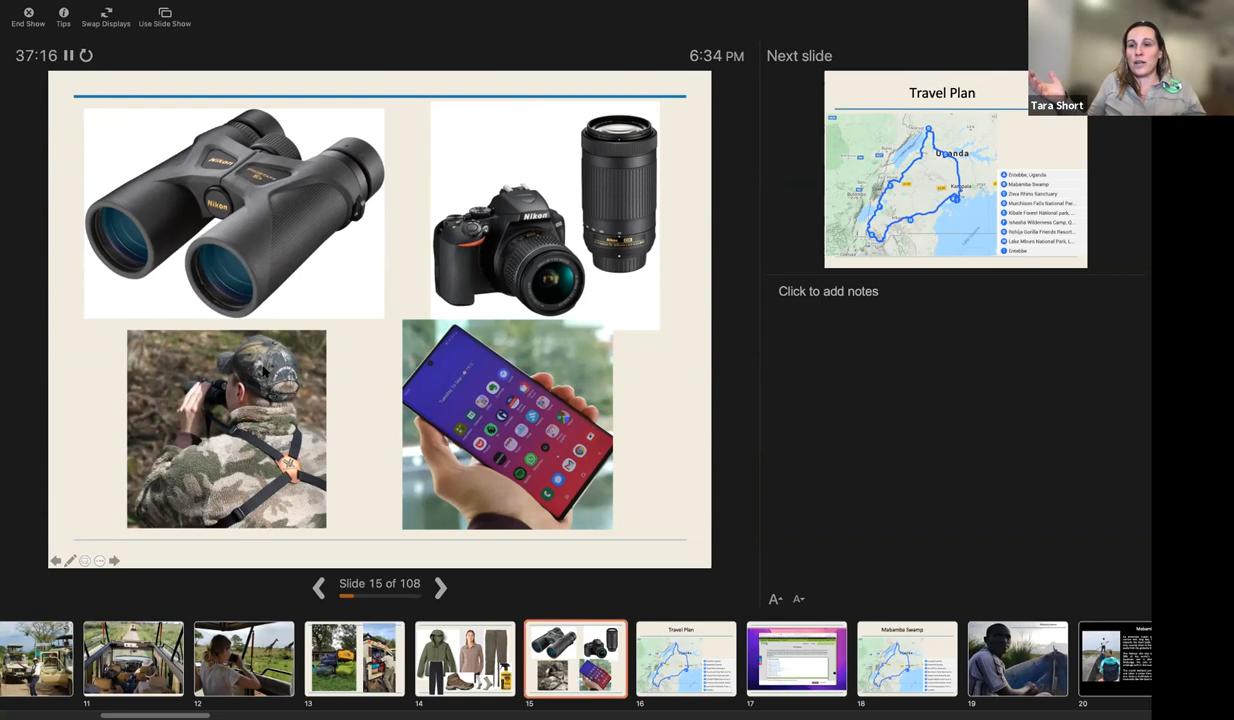 End Show
Tips
Swap Displays
Use Slide Show
37:16
6:34 PM
Next slide
Tara Short
Nikon
Nikon
Nikon
Travel Plan
Uganda
Kampala
Entebbe, Uganda
Mabamba Swamp
Ziwa Rhino Sanctuary
Murchison Falls National Par...
Kibale Forest National park, ...
Ishasha Wilderness Camp, Q...
Ruhija Gorilla Friends Resort...
Lake Mburo National Park, L...
Entebbe
Click to add notes
Slide 15 of 108
Travel Plan
Mabamba Swamp
11
12
13
14
15
16
17
18
19
20